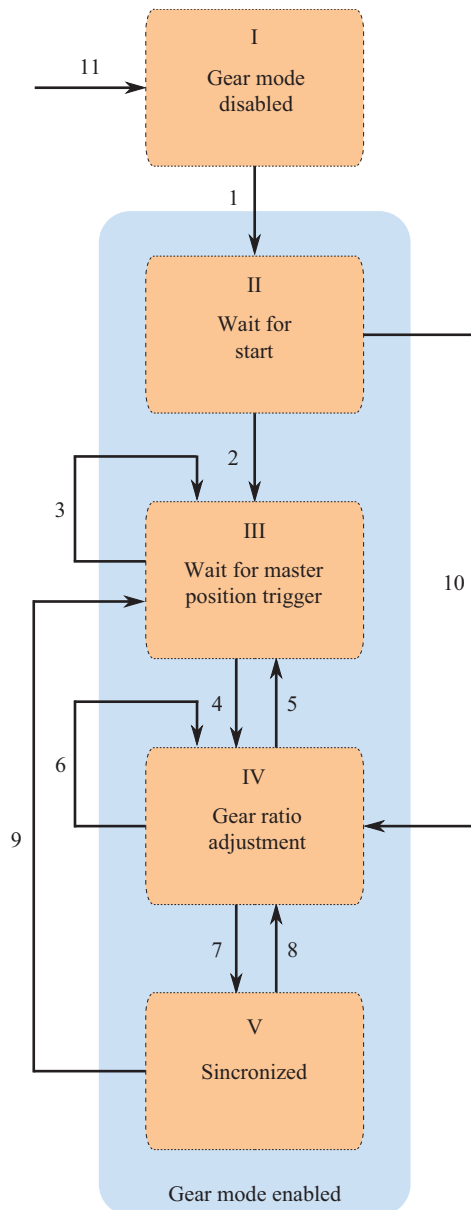 I
Gear mode
disabled
11
1
II
Wait for
start
2
3
III
Wait for master
position trigger
10
4
5
6
IV
Gear ratio
adjustment
9
7
8
V
Sincronized
Gear mode enabled